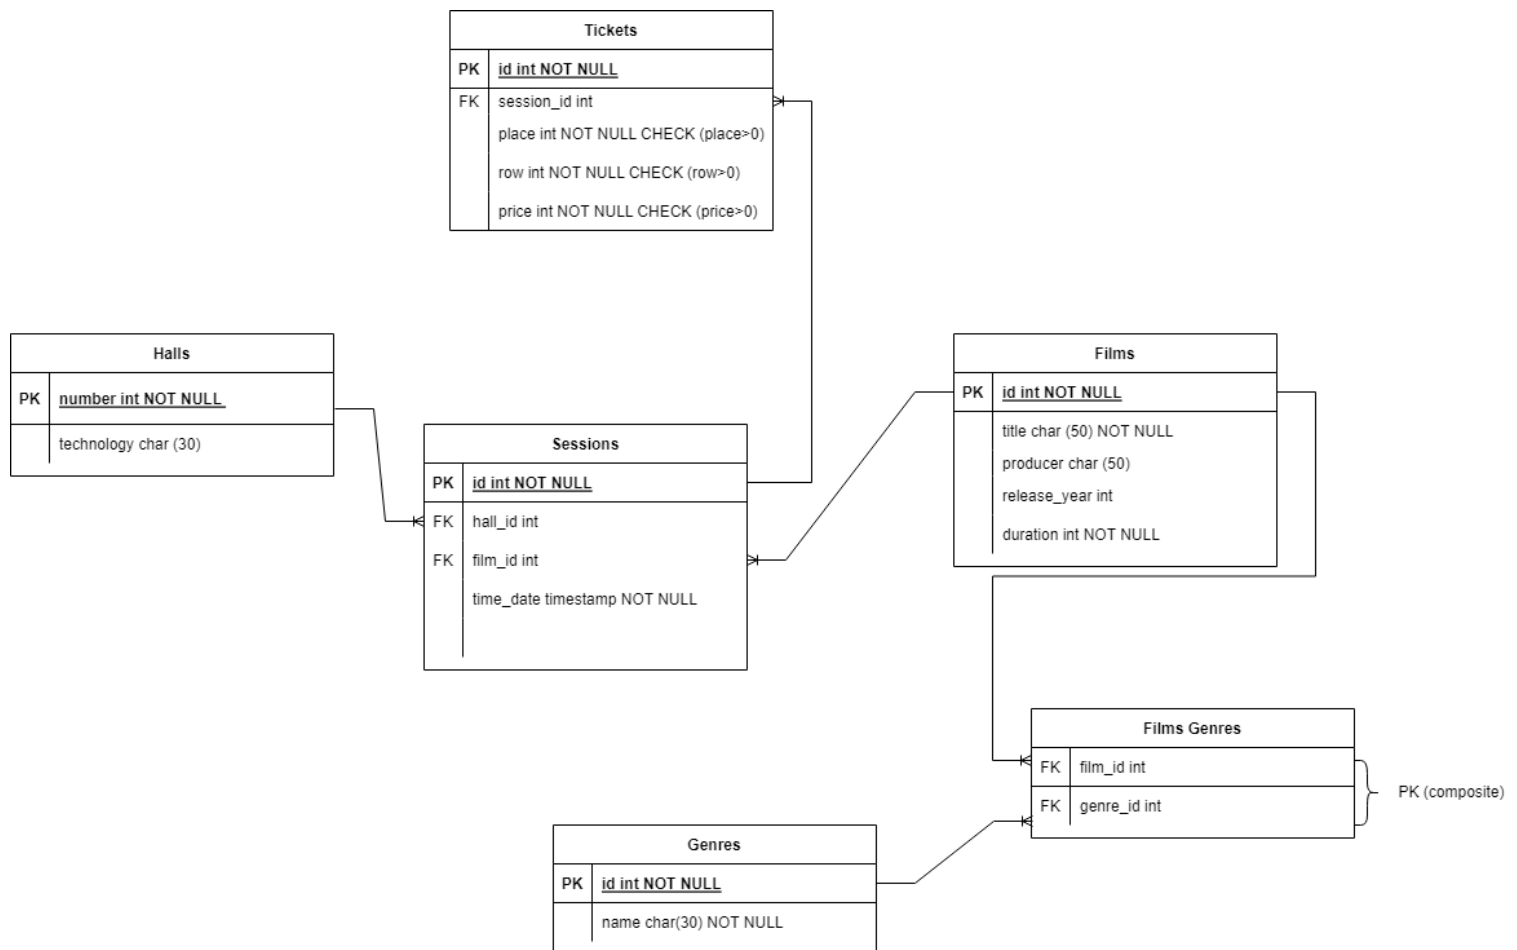 Tickets
PK id int NOT NULL
FK session_id int
place int NOT NULL CHECK (place>0)
row int NOT NULL CHECK (row>0)
price int NOT NULL CHECK (price>0)
Halls
PK number int NOT NULL
technology char (30)
Sessions
PK id int NOT NULL
FK hall_id int
FK film_id int
time_date timestamp NOT NULL
Films
PK id int NOT NULL
title char (50) NOT NULL
producer char (50)
release_year int
duration int NOT NULL
Films Genres
FK film_id int
FK genre_id int
PK (composite)
Genres
PK id int NOT NULL
name char(30) NOT NULL